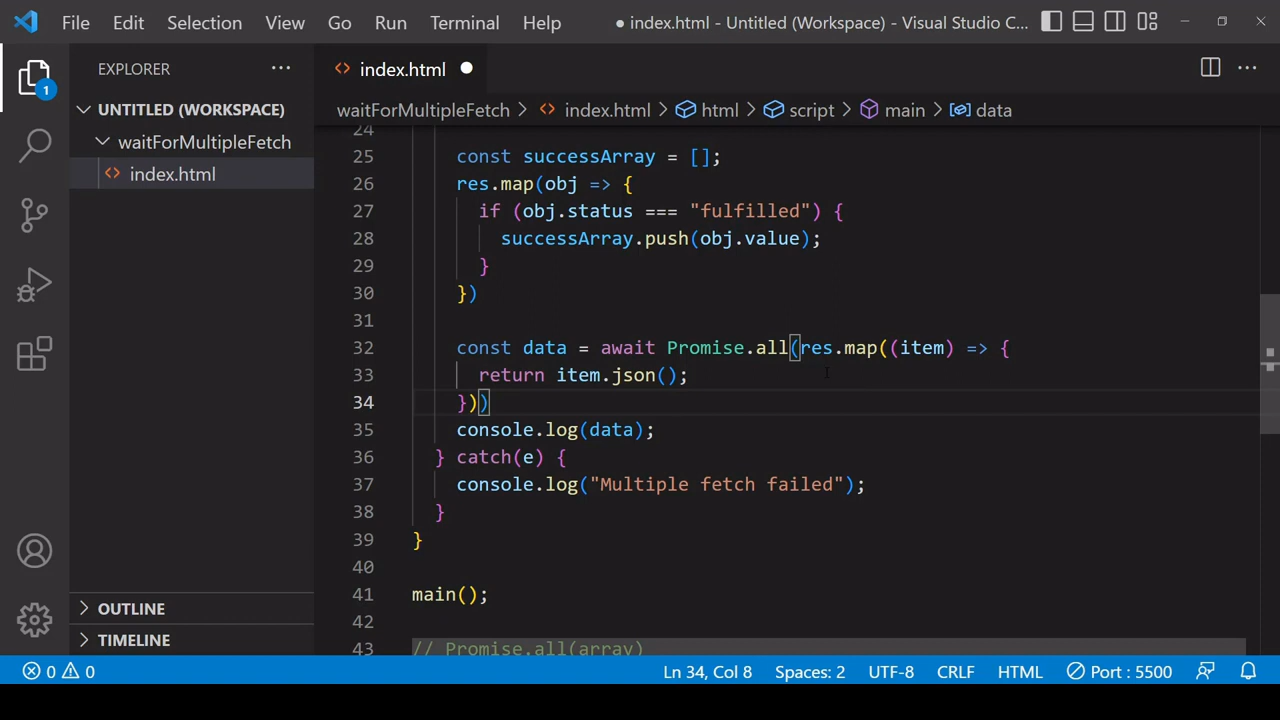 File Edit Selection View Go Run Terminal Help ● index.html - Untitled (Workspace) - Visual Studio C...
EXPLORER ...
index.html
UNTITLED (WORKSPACE)
waitForMultipleFetch
index.html
waitForMultipleFetch > index.html > html > script > main > data
24
25 const successArray = [];
26 res.map(obj => {
27 if (obj.status === "fulfilled") {
28 successArray.push(obj.value);
29 }
30 })
31
32 const data = await Promise.all(res.map((item) => {
33 return item.json();
34 }))
35 console.log(data);
36 } catch(e) {
37 console.log("Multiple fetch failed");
38 }
39 }
40
41 main();
42
43 // Promise.all(array)
1
OUTLINE
TIMELINE
0 0 Ln 34, Col 8 Spaces: 2 UTF-8 CRLF HTML Port : 5500